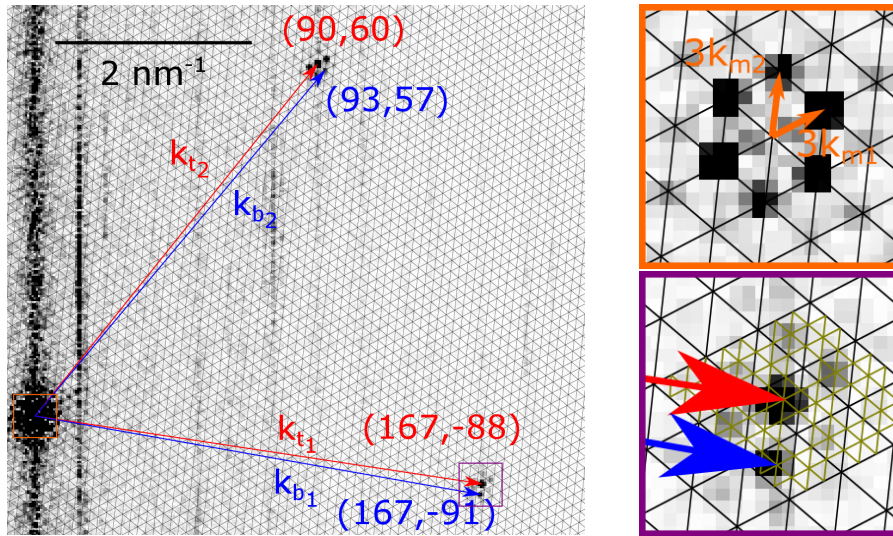 (90,60)
2 nm⁻¹
(93,57)
k_t₂
k_b₂
k_t₁
(167,-88)
k_b₁
(167,-91)
3k_m2
3k_m1